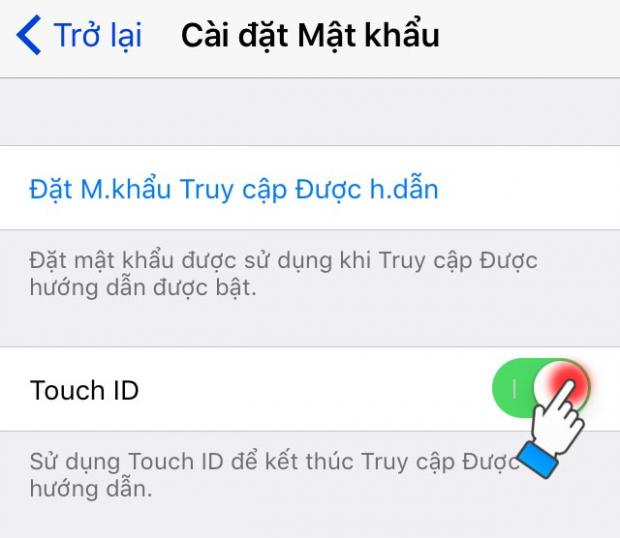 Trở lại Cài đặt Mật khẩu
Đặt M.khẩu Truy cập Được h.dẫn
Đặt mật khẩu được sử dụng khi Truy cập Được
hướng dẫn được bật.
Touch ID
Sử dụng Touch ID để kết thúc Truy cập Được
hướng dẫn.